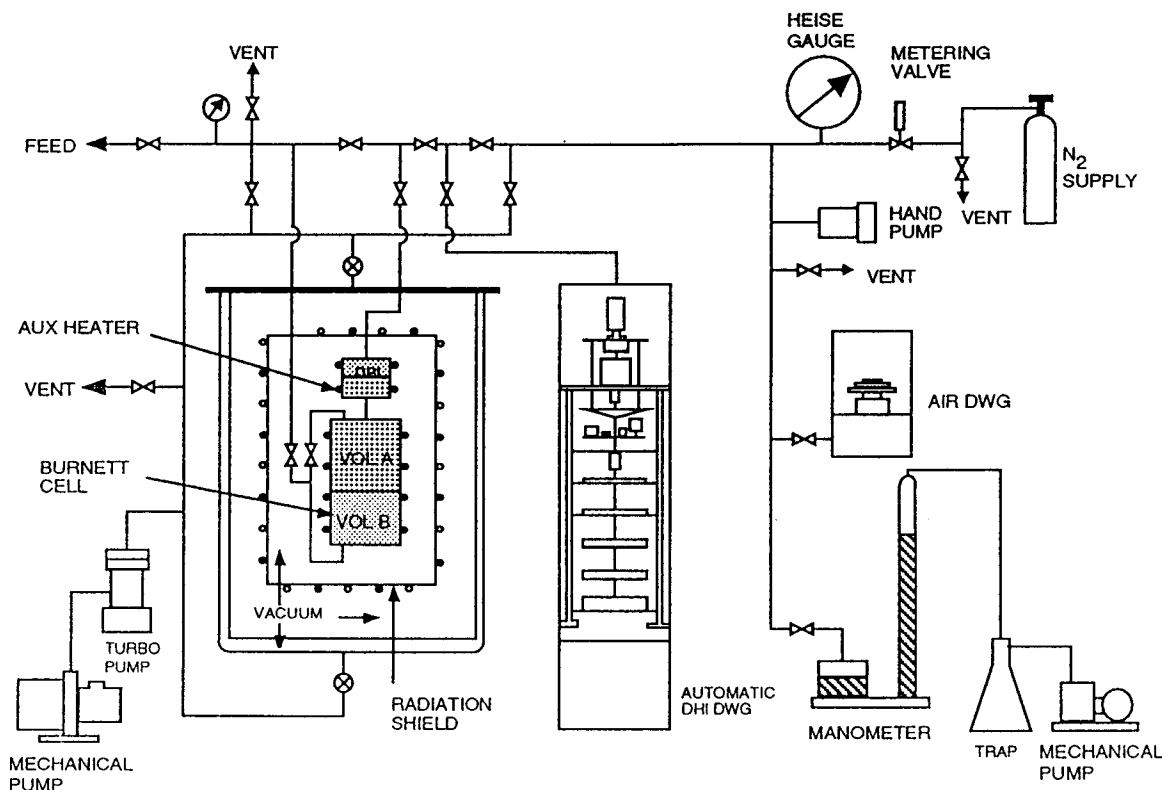 HEISE
GAUGE
METERING
VALVE
VENT
FEED
N2
SUPPLY
VENT
HAND
PUMP
VENT
AUX HEATER
VENT
AIR DWG
BURNETT
CELL
VOL A
VOL B
VACUUM
TURBO
PUMP
RADIATION
SHIELD
AUTOMATIC
DHI DWG
MANOMETER
TRAP
MECHANICAL
PUMP
MECHANICAL
PUMP